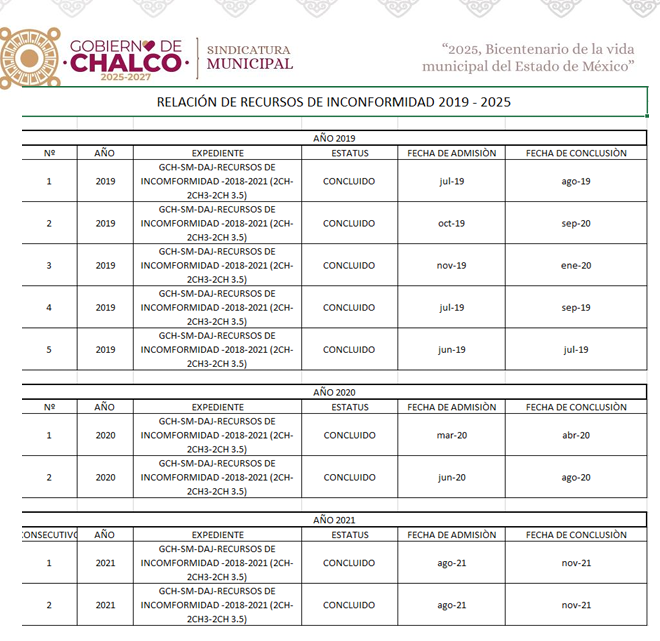 GOBIERNO DE
CHALCO
2025-2027
SINDICATURA
MUNICIPAL
“2025, Bicentenario de la vida
municipal del Estado de México”
RELACIÓN DE RECURSOS DE INCONFORMIDAD 2019 - 2025
AÑO 2019
Nº AÑO EXPEDIENTE ESTATUS FECHA DE ADMISIÒN FECHA DE CONCLUSIÒN
GCH-SM-DAJ-RECURSOS DE
1 2019 INCOMFORMIDAD -2018-2021 (2CH- CONCLUIDO jul-19 ago-19
2CH3-2CH 3.5)
GCH-SM-DAJ-RECURSOS DE
2 2019 INCOMFORMIDAD -2018-2021 (2CH- CONCLUIDO oct-19 sep-20
2CH3-2CH 3.5)
GCH-SM-DAJ-RECURSOS DE
3 2019 INCOMFORMIDAD -2018-2021 (2CH- CONCLUIDO nov-19 ene-20
2CH3-2CH 3.5)
GCH-SM-DAJ-RECURSOS DE
4 2019 INCOMFORMIDAD -2018-2021 (2CH- CONCLUIDO jul-19 sep-19
2CH3-2CH 3.5)
GCH-SM-DAJ-RECURSOS DE
5 2019 INCOMFORMIDAD -2018-2021 (2CH- CONCLUIDO jun-19 jul-19
2CH3-2CH 3.5)
AÑO 2020
Nº AÑO EXPEDIENTE ESTATUS FECHA DE ADMISIÒN FECHA DE CONCLUSIÒN
GCH-SM-DAJ-RECURSOS DE
1 2020 INCOMFORMIDAD -2018-2021 (2CH- CONCLUIDO mar-20 abr-20
2CH3-2CH 3.5)
GCH-SM-DAJ-RECURSOS DE
2 2020 INCOMFORMIDAD -2018-2021 (2CH- CONCLUIDO jun-20 ago-20
2CH3-2CH 3.5)
AÑO 2021
CONSECUTIVO AÑO EXPEDIENTE ESTATUS FECHA DE ADMISIÒN FECHA DE CONCLUSIÒN
GCH-SM-DAJ-RECURSOS DE
1 2021 INCOMFORMIDAD -2018-2021 (2CH- CONCLUIDO ago-21 nov-21
2CH3-2CH 3.5)
GCH-SM-DAJ-RECURSOS DE
2 2021 INCOMFORMIDAD -2018-2021 (2CH- CONCLUIDO ago-21 nov-21
2CH3-2CH 3.5)